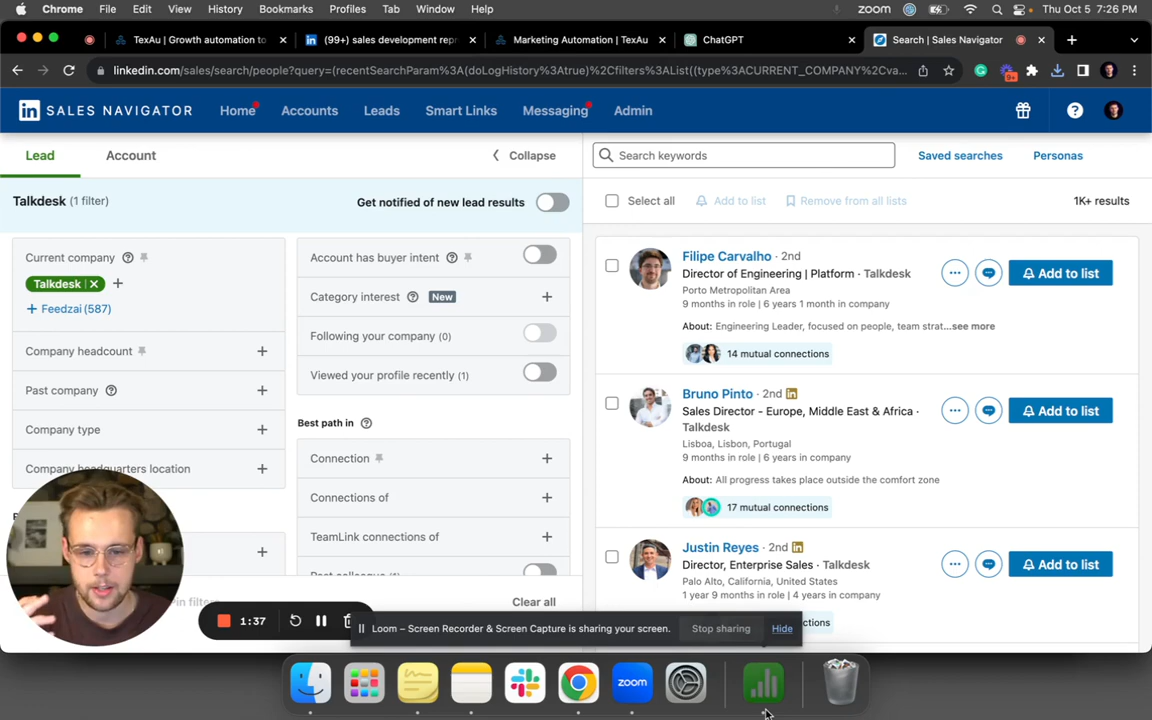 Chrome File Edit View History Bookmarks Profiles Tab Window Help zoom Thu Oct 5 7:26 PM
TexAu | Growth automation to
(99+) sales development repr
Marketing Automation | TexAu
ChatGPT
Search | Sales Navigator
linkedin.com/sales/search/people?query=(recentSearchParam%3A(doLogHistory%3Atrue)%2Cfilters%3AList((type%3ACURRENT_COMPANY%2Cva...
9+
in SALES NAVIGATOR Home Accounts Leads Smart Links Messaging Admin
Lead Account Collapse
Search keywords
Saved searches Personas
Talkdesk (1 filter)
Get notified of new lead results
Select all Add to list Remove from all lists 1K+ results
Current company
Talkdesk
+ Feedzai (587)
Company headcount
Past company
Company type
Company headquarters location
Account has buyer intent
Category interest New
Following your company (0)
Viewed your profile recently (1)
Best path in
Connection
Connections of
TeamLink connections of
Past colleague (1)
Pin filters
Clear all
Filipe Carvalho · 2nd
Director of Engineering | Platform · Talkdesk
Porto Metropolitan Area
9 months in role | 6 years 1 month in company
About: Engineering Leader, focused on people, team strat...see more
14 mutual connections
Add to list
Bruno Pinto · 2nd in
Sales Director - Europe, Middle East & Africa ·
Talkdesk
Lisboa, Lisbon, Portugal
9 months in role | 6 years in company
About: All progress takes place outside the comfort zone
17 mutual connections
Add to list
Justin Reyes · 2nd in
Director, Enterprise Sales · Talkdesk
Palo Alto, California, United States
1 year 9 months in role | 4 years in company
Add to list
1:37
Loom – Screen Recorder & Screen Capture is sharing your screen. Stop sharing Hide
zoom